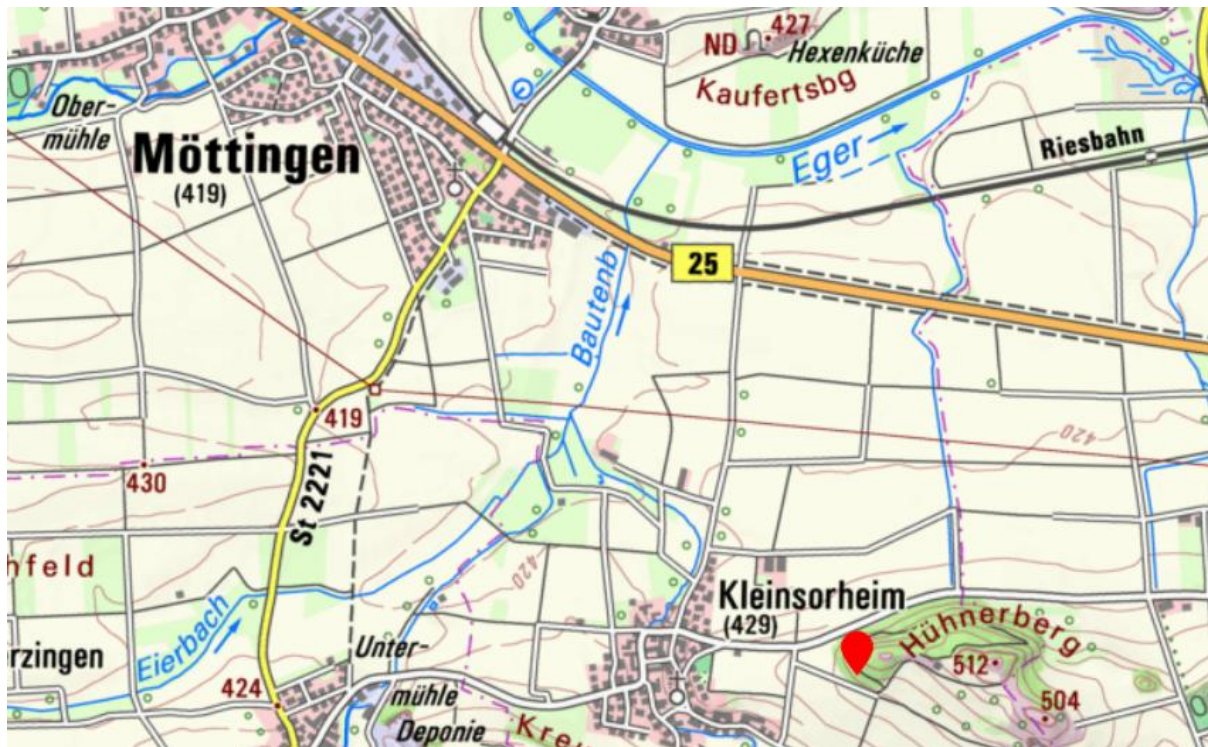 427
ND
Hexenküche
Kaufertsbg
Ober-
mühle
Möttingen
(419)
Eger
Riesbahn
25
Bautenb
419
430
St 2221
420
hfeld
420
Kleinsorheim
(429)
Hühnerberg
Eierbach
rzingen
Unter-
mühle
Deponie
512
504
424
Kre